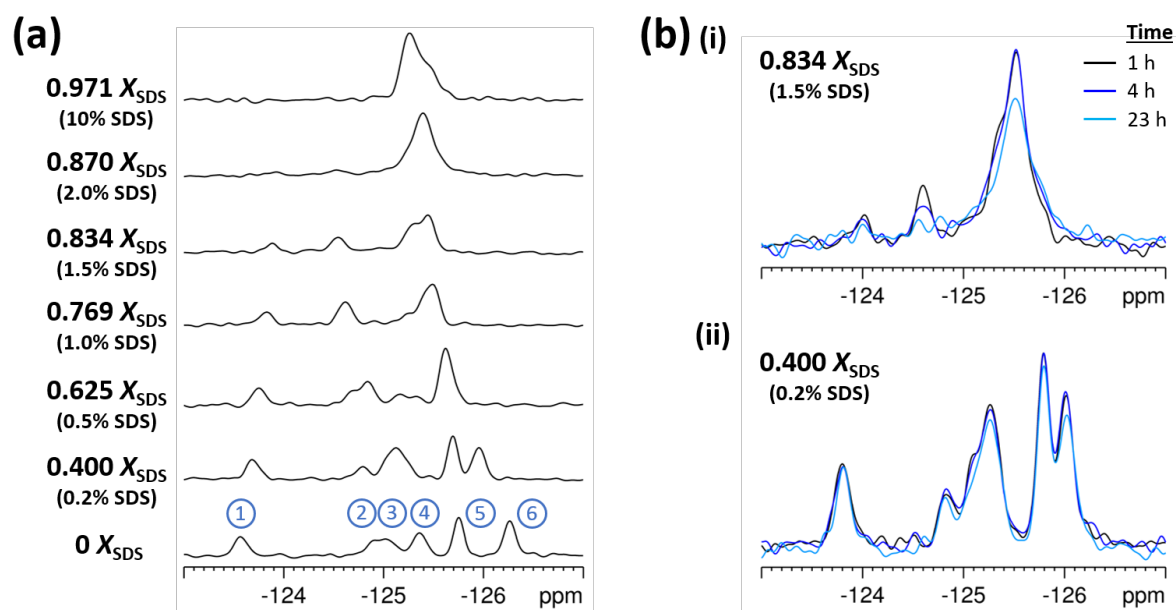 (a)
0.971 XSDS
(10% SDS)
0.870 XSDS
(2.0% SDS)
0.834 XSDS
(1.5% SDS)
0.769 XSDS
(1.0% SDS)
0.625 XSDS
(0.5% SDS)
0.400 XSDS
(0.2% SDS)
1 2 3 4 5 6
0 XSDS
-124 -125 -126 ppm
(b) (i)
0.834 XSDS
(1.5% SDS)
Time
1 h
4 h
23 h
-124 -125 -126 ppm
(ii)
0.400 XSDS
(0.2% SDS)
-124 -125 -126 ppm